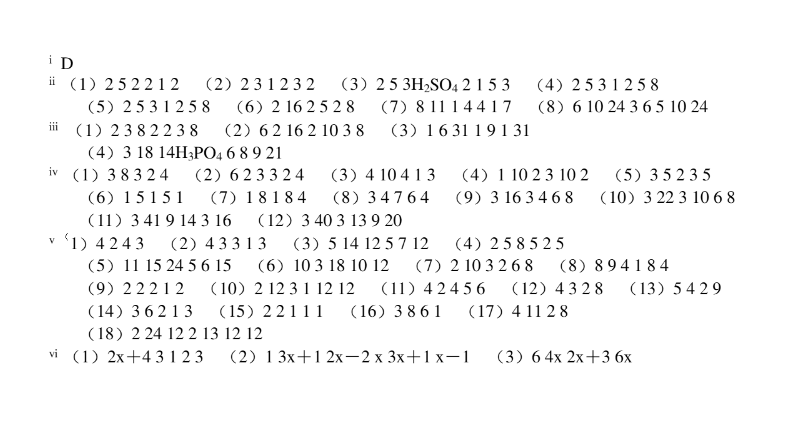 i D
ii （1）2 5 2 2 1 2 （2）2 3 1 2 3 2 （3）2 5 3H₂SO₄ 2 1 5 3 （4）2 5 3 1 2 5 8
（5）2 5 3 1 2 5 8 （6）2 16 2 5 2 8 （7）8 11 1 4 4 1 7 （8）6 10 24 3 6 5 10 24
iii （1）2 3 8 2 2 3 8 （2）6 2 16 2 10 3 8 （3）1 6 31 1 9 1 31
（4）3 18 14H₃PO₄ 6 8 9 21
iv （1）3 8 3 2 4 （2）6 2 3 3 2 4 （3）4 10 4 1 3 （4）1 10 2 3 10 2 （5）3 5 2 3 5
（6）1 5 1 5 1 （7）1 8 1 8 4 （8）3 4 7 6 4 （9）3 16 3 4 6 8 （10）3 22 3 10 6 8
（11）3 41 9 14 3 16 （12）3 40 3 13 9 20
v （1）4 2 4 3 （2）4 3 3 1 3 （3）5 14 12 5 7 12 （4）2 5 8 5 2 5
（5）11 15 24 5 6 15 （6）10 3 18 10 12 （7）2 10 3 2 6 8 （8）8 9 4 1 8 4
（9）2 2 2 1 2 （10）2 12 3 1 12 12 （11）4 2 4 5 6 （12）4 3 2 8 （13）5 4 2 9
（14）3 6 2 1 3 （15）2 2 1 1 1 （16）3 8 6 1 （17）4 11 2 8
（18）2 24 12 2 13 12 12
vi （1）2x＋4 3 1 2 3 （2）1 3x＋1 2x－2 x 3x＋1 x－1 （3）6 4x 2x＋3 6x